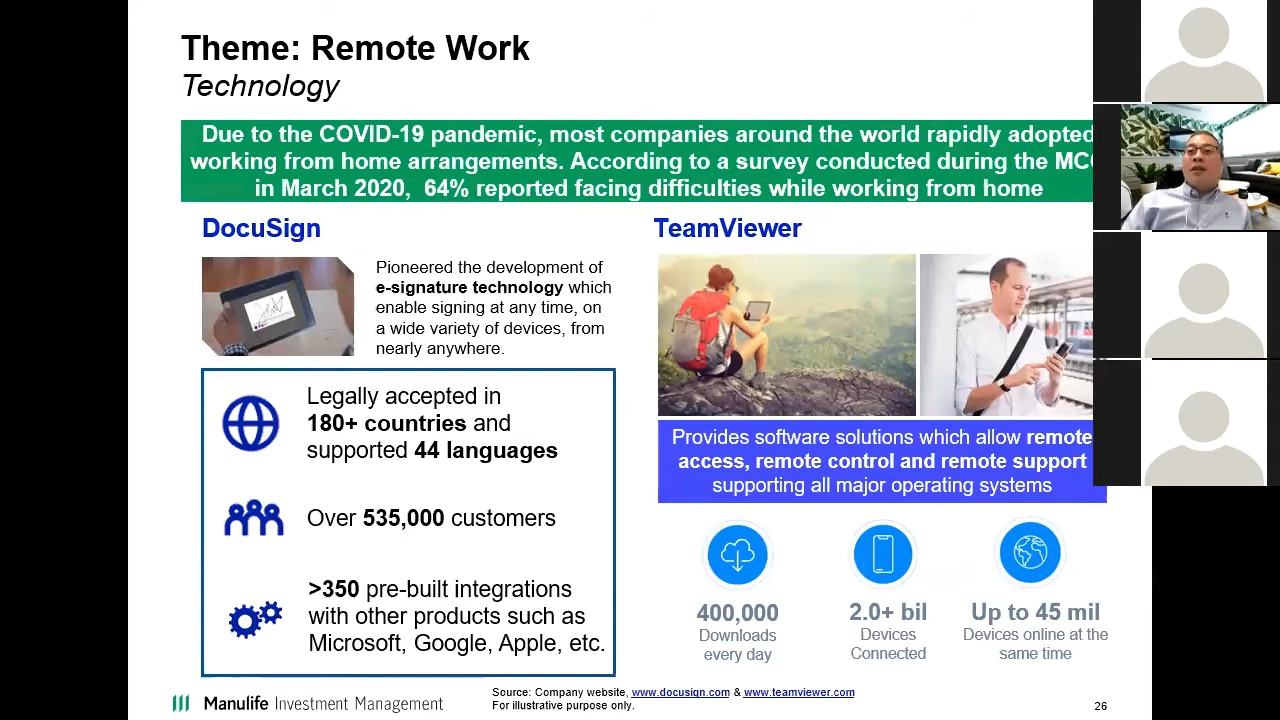 Theme: Remote Work
Technology
Due to the COVID-19 pandemic, most companies around the world rapidly adopted
working from home arrangements. According to a survey conducted during the
in March 2020, 64% reported facing difficulties while working from home
DocuSign
Pioneered the development of
e-signature technology which
enable signing at any time, on
a wide variety of devices, from
nearly anywhere.
Legally accepted in
180+ countries and
supported 44 languages
Over 535,000 customers
>350 pre-built integrations
with other products such as
Microsoft, Google, Apple, etc.
TeamViewer
Provides software solutions which allow remote
access, remote control and remote support
supporting all major operating systems
400,000
Downloads
every day
2.0+ bil
Devices
Connected
Up to 45 mil
Devices online at the
same time
Manulife Investment Management
Source: Company website, www.docusign.com & www.teamviewer.com
For illustrative purpose only.
26